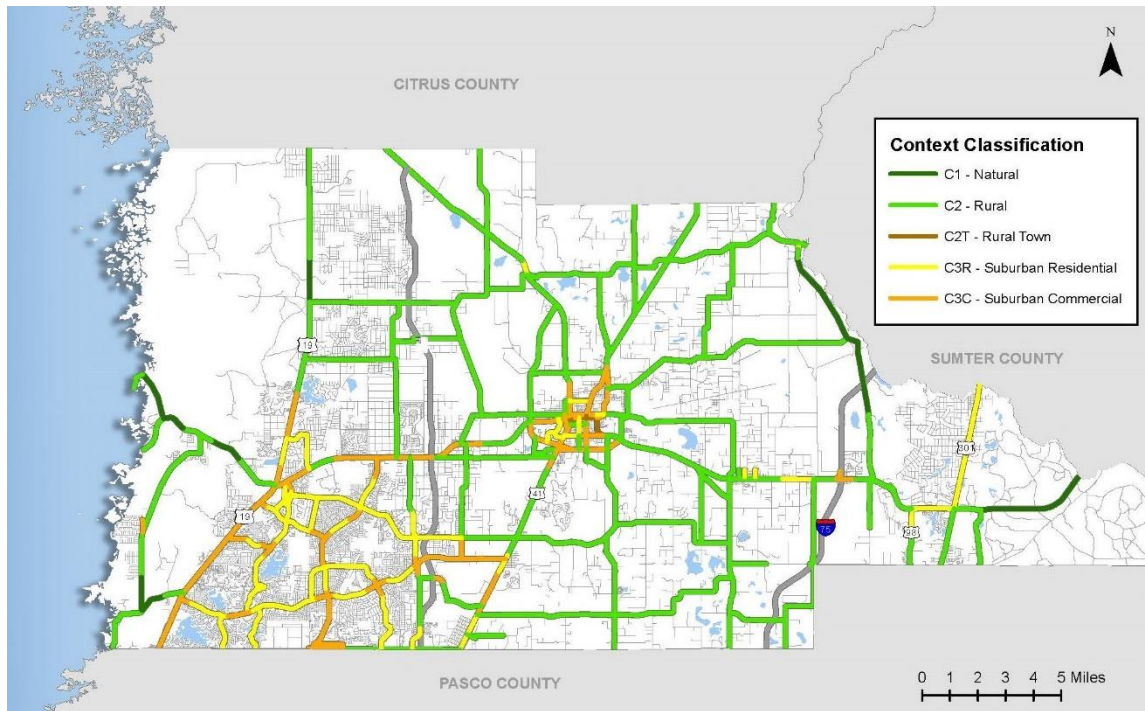 N
CITRUS COUNTY
Context Classification
C1 - Natural
C2 - Rural
C2T - Rural Town
C3R - Suburban Residential
C3C - Suburban Commercial
19
SUMTER COUNTY
301
41
19
75
98
PASCO COUNTY
0 1 2 3 4 5 Miles